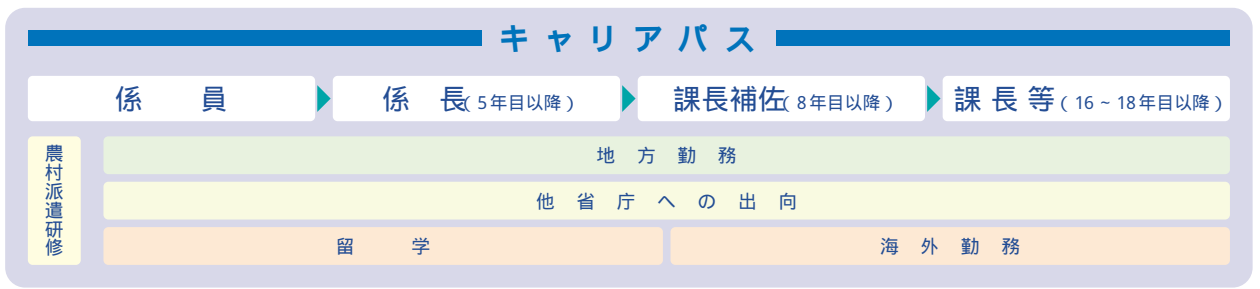 キャリアパス
係員
係長（5年目以降）
課長補佐（8年目以降）
課長等（16~18年目以降）
農村派遣研修
地方勤務
他省庁への出向
留学
海外勤務